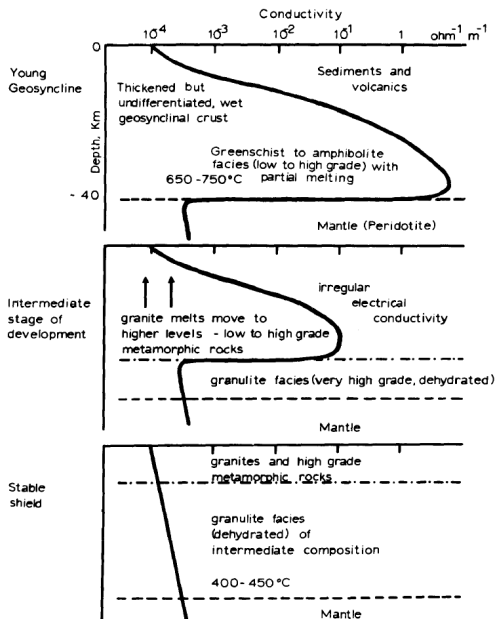 Conductivity
10⁻⁴ 10⁻³ 10⁻² 10¹ 1 ohm⁻¹ m⁻¹
0
Depth, Km
- 40
Young
Geosyncline
Thickened but
undifferentiated, wet
geosynclinal crust
Sediments and
volcanics
Greenschist to amphibolite
facies (low to high grade) with
650-750°C partial melting
Mantle (Peridotite)
Intermediate
stage of
development
granite melts move to
higher levels - low to high grade
metamorphic rocks
irregular
electrical
conductivity
granulite facies (very high grade, dehydrated)
Mantle
Stable
shield
granites and high grade
metamorphic rocks
granulite facies
(dehydrated) of
intermediate composition
400-450°C
Mantle